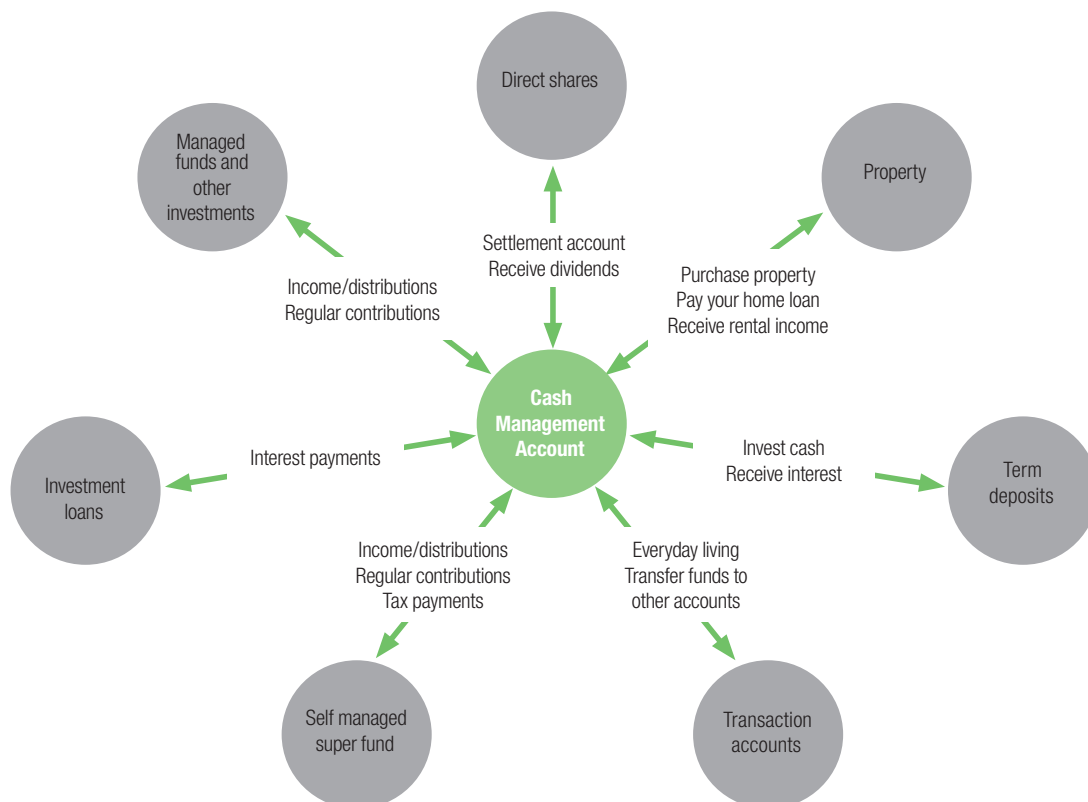 Direct shares
Managed
funds and
other
investments
Property
Settlement account
Receive dividends
Purchase property
Pay your home loan
Receive rental income
Income/distributions
Regular contributions
Cash
Management
Account
Interest payments
Invest cash
Receive interest
Investment
loans
Term
deposits
Income/distributions
Regular contributions
Tax payments
Everyday living
Transfer funds to
other accounts
Self managed
super fund
Transaction
accounts